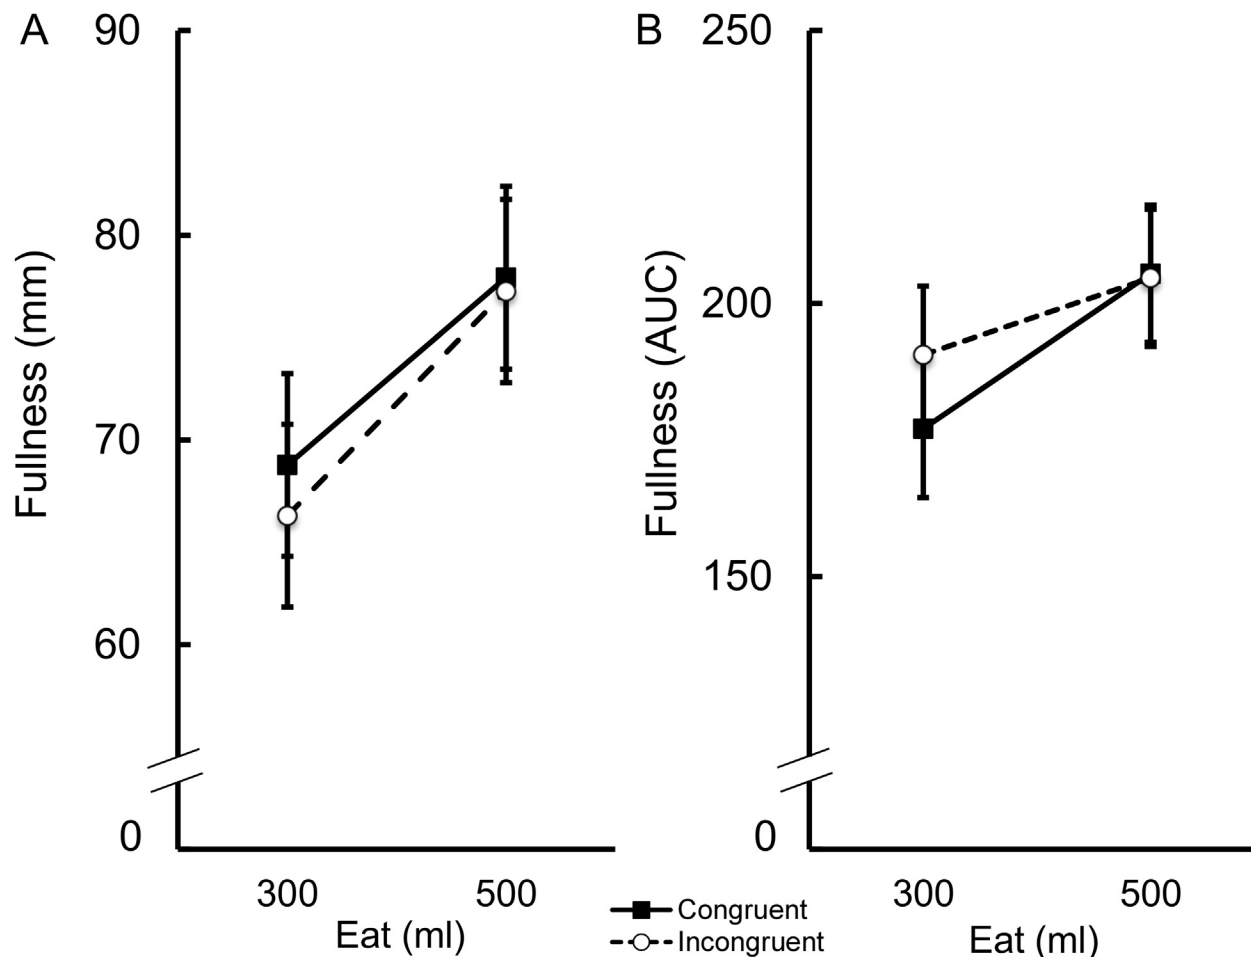 A
90
80
70
60
0
Fullness (mm)
300 500
Eat (ml)
B
250
200
150
0
Fullness (AUC)
300 500
Eat (ml)
Congruent
Incongruent